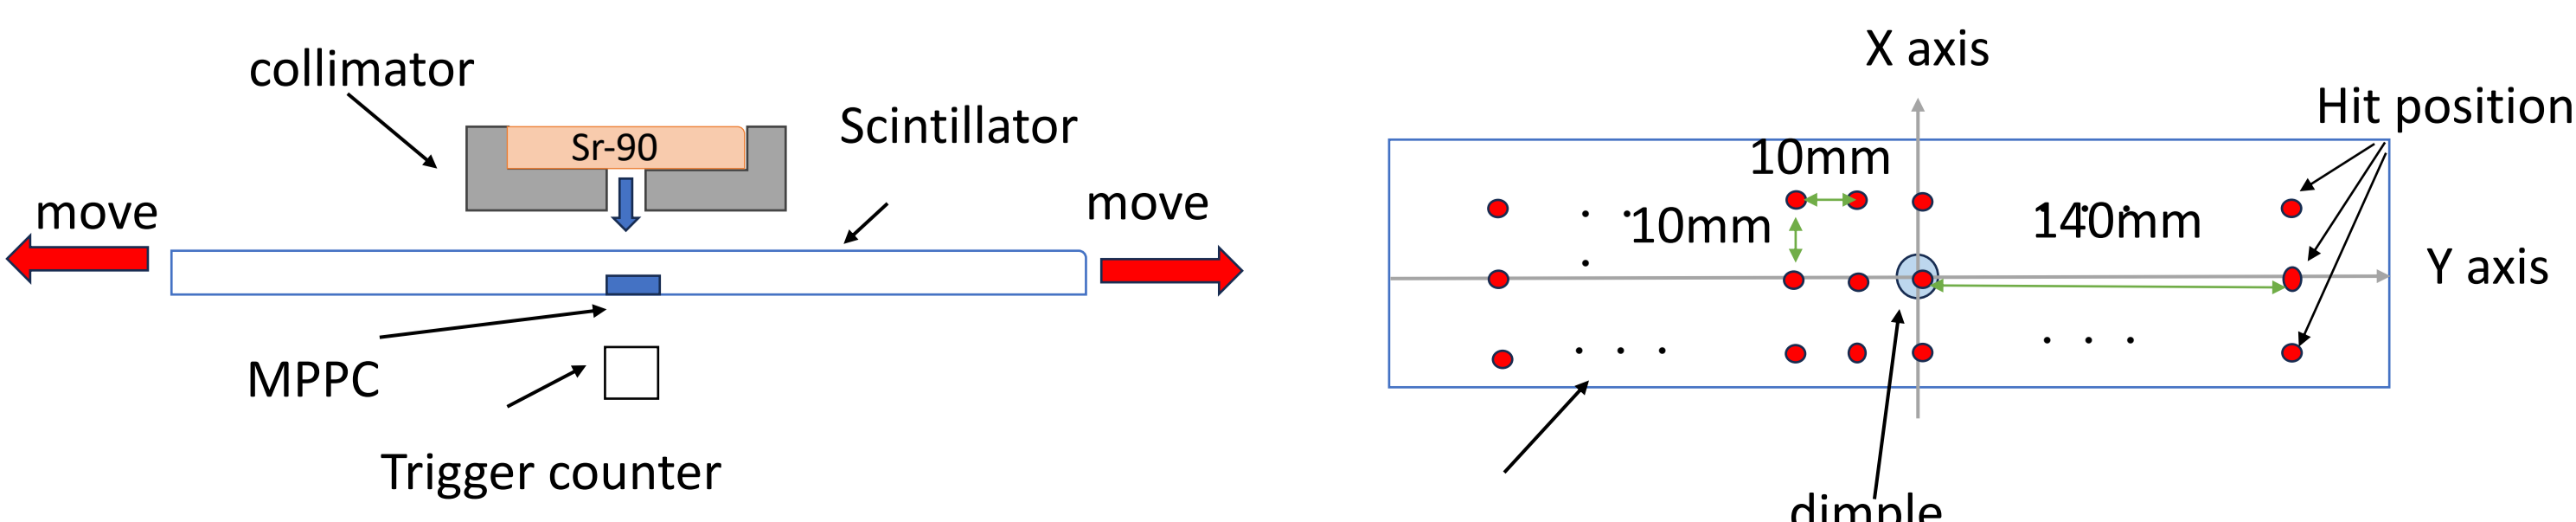 collimator
Sr-90
Scintillator
move
move
MPPC
Trigger counter
X axis
Hit position
10mm
10mm
140mm
Y axis
dimple